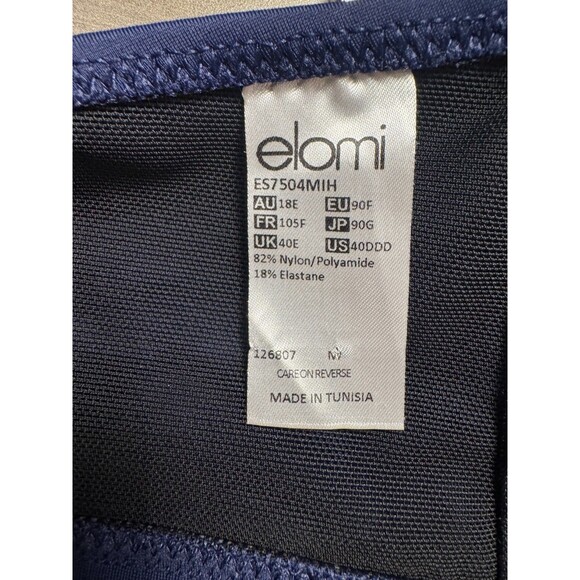 elomi
ES7504MIH
AU 18E EU 90F
FR 105F JP 90G
UK 40E US 40DDD
82% Nylon/Polyamide
18% Elastane
126807
CARE ON REVERSE
MADE IN TUNISIA